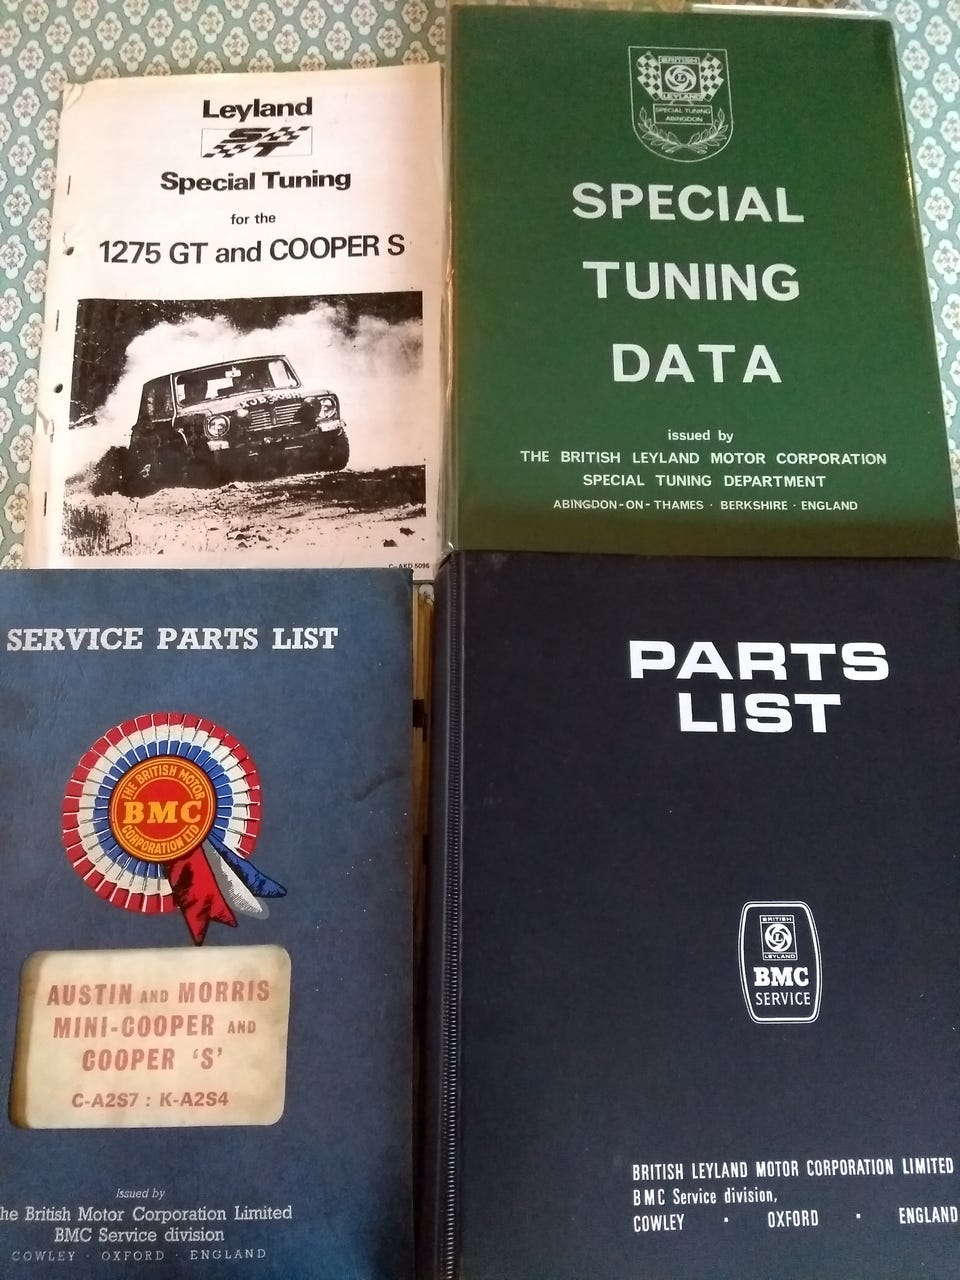 Leyland
ST
Special Tuning
for the
1275 GT and COOPER S
C-AKD 5096
BRITISH
L
LEYLAND
SPECIAL TUNING
ABINGDON
SPECIAL
TUNING
DATA
issued by
THE BRITISH LEYLAND MOTOR CORPORATION
SPECIAL TUNING DEPARTMENT
ABINGDON-ON-THAMES · BERKSHIRE · ENGLAND
SERVICE PARTS LIST
THE BRITISH MOTOR
BMC
CORPORATION LTD
AUSTIN AND MORRIS
MINI-COOPER AND
COOPER 'S'
C-A2S7 : K-A2S4
Issued by
he British Motor Corporation Limited
BMC Service division
COWLEY · OXFORD · ENGLAND
PARTS
LIST
BRITISH
L
LEYLAND
BMC
SERVICE
BRITISH LEYLAND MOTOR CORPORATION LIMITED
BMC Service division,
COWLEY · OXFORD · ENGLAND